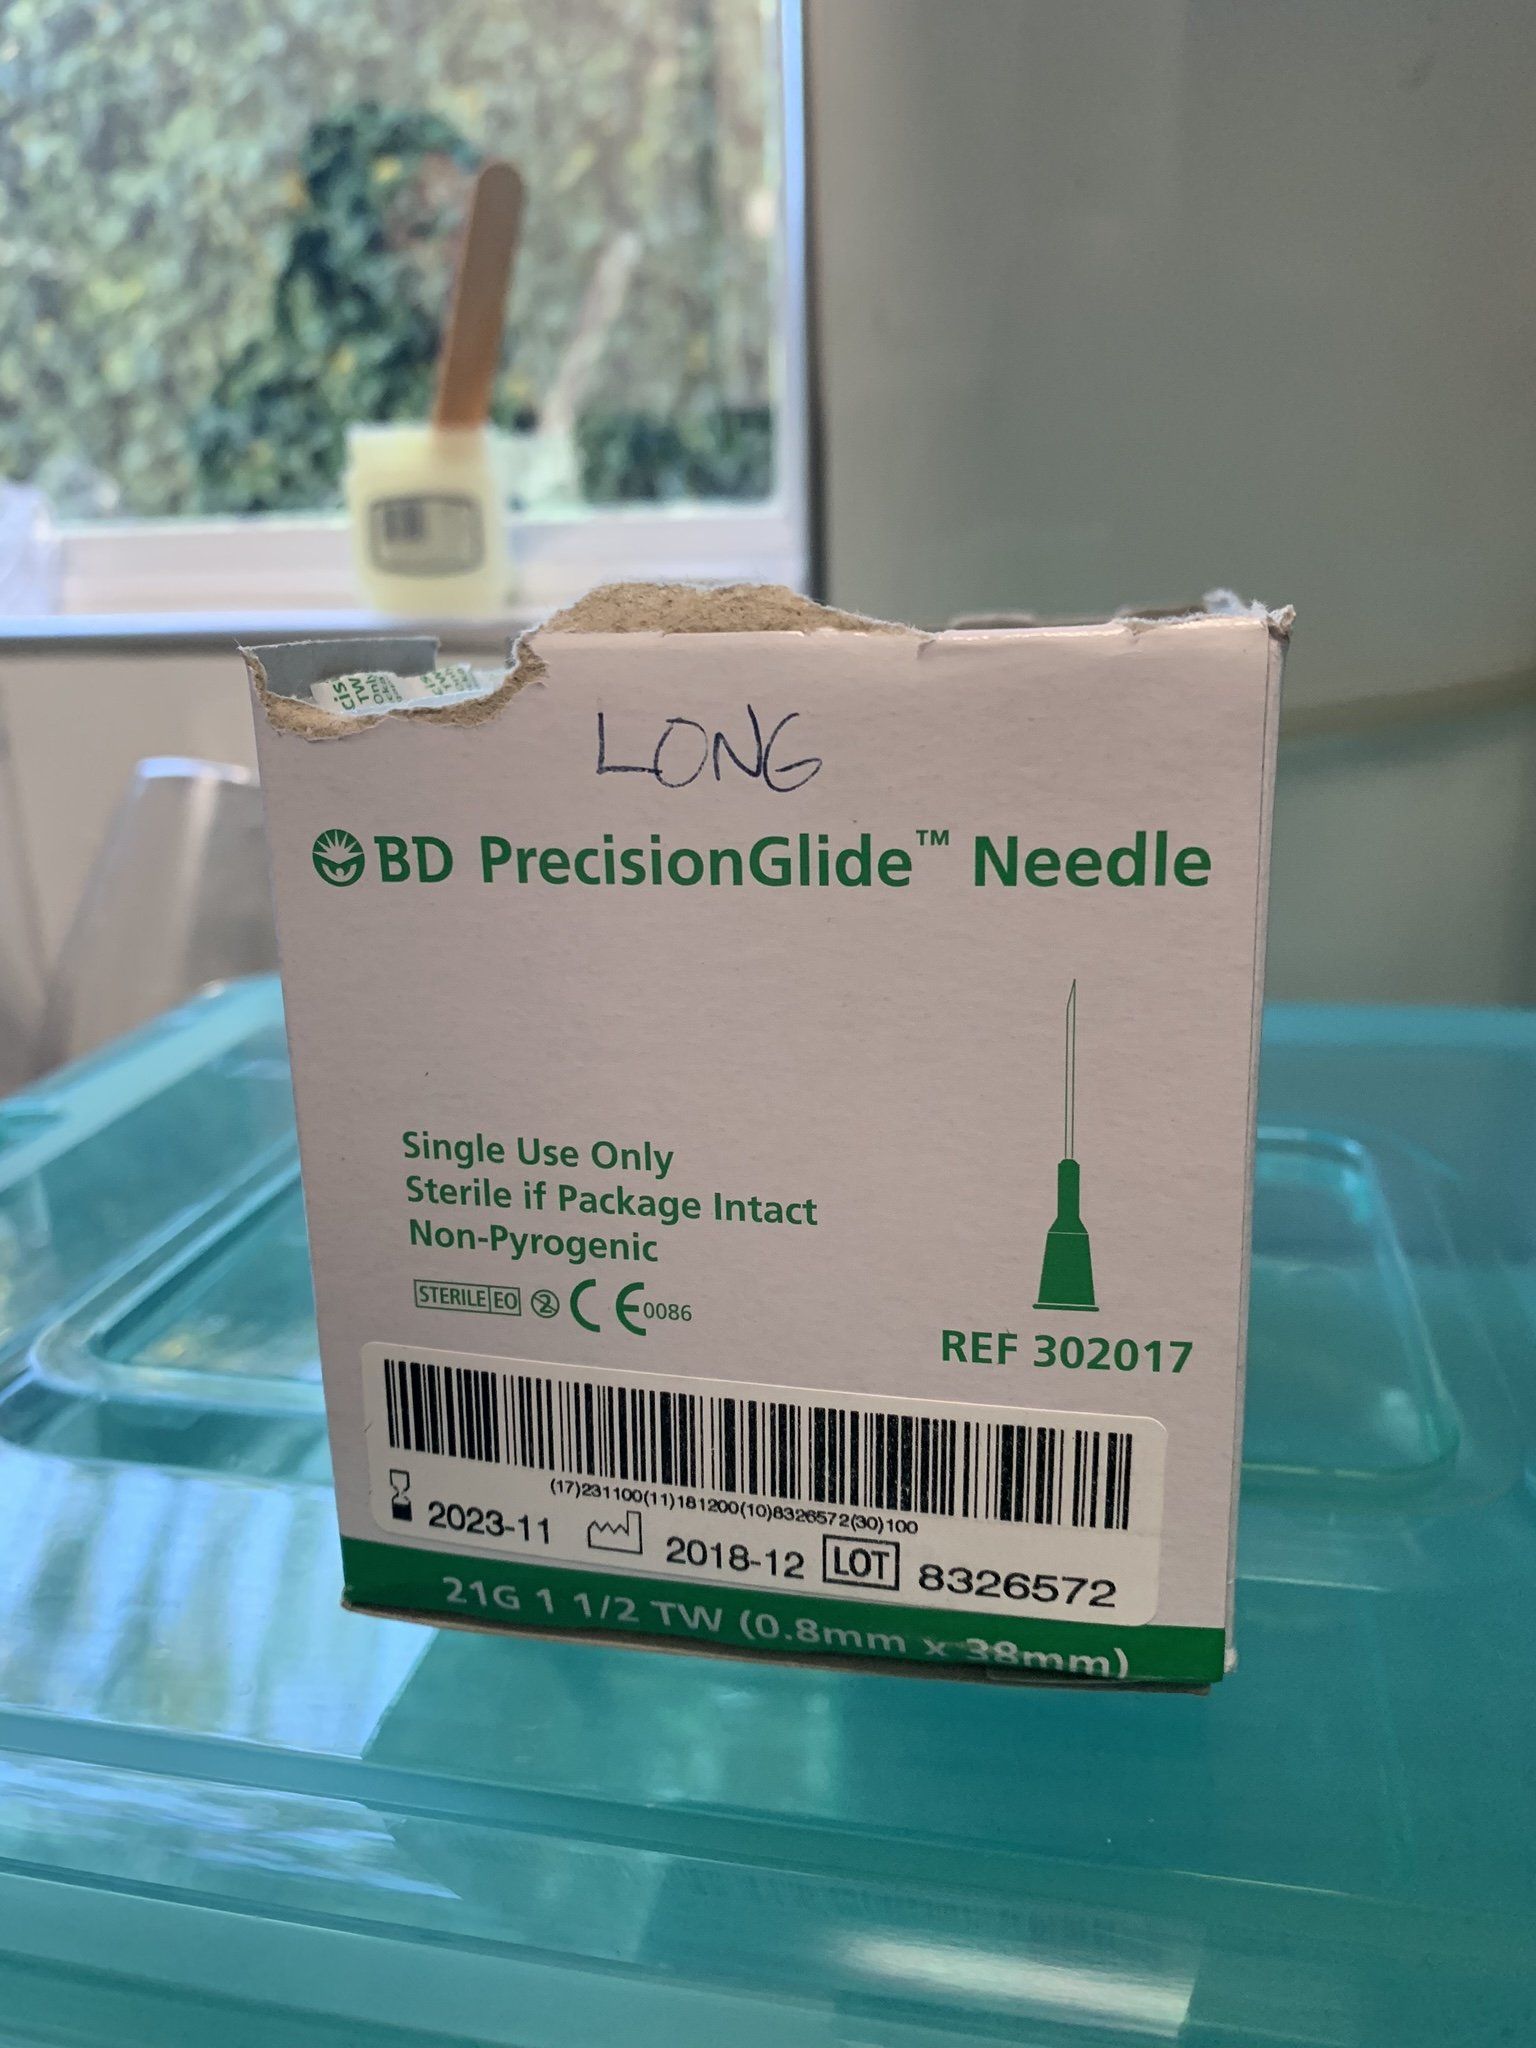 LONG
BD PrecisionGlide™ Needle
Single Use Only
Sterile if Package Intact
Non-Pyrogenic
STERILE EO 2 CE 0086
REF 302017
(17)231100(11)181200(10)8326572(30)100
2023-11 2018-12 LOT 8326572
21G 1 1/2 TW (0.8mm x 38mm)